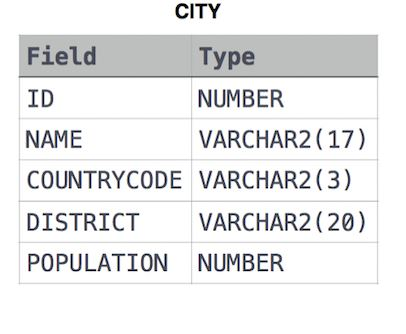 CITY
Field Type
ID NUMBER
NAME VARCHAR2(17)
COUNTRYCODE VARCHAR2(3)
DISTRICT VARCHAR2(20)
POPULATION NUMBER